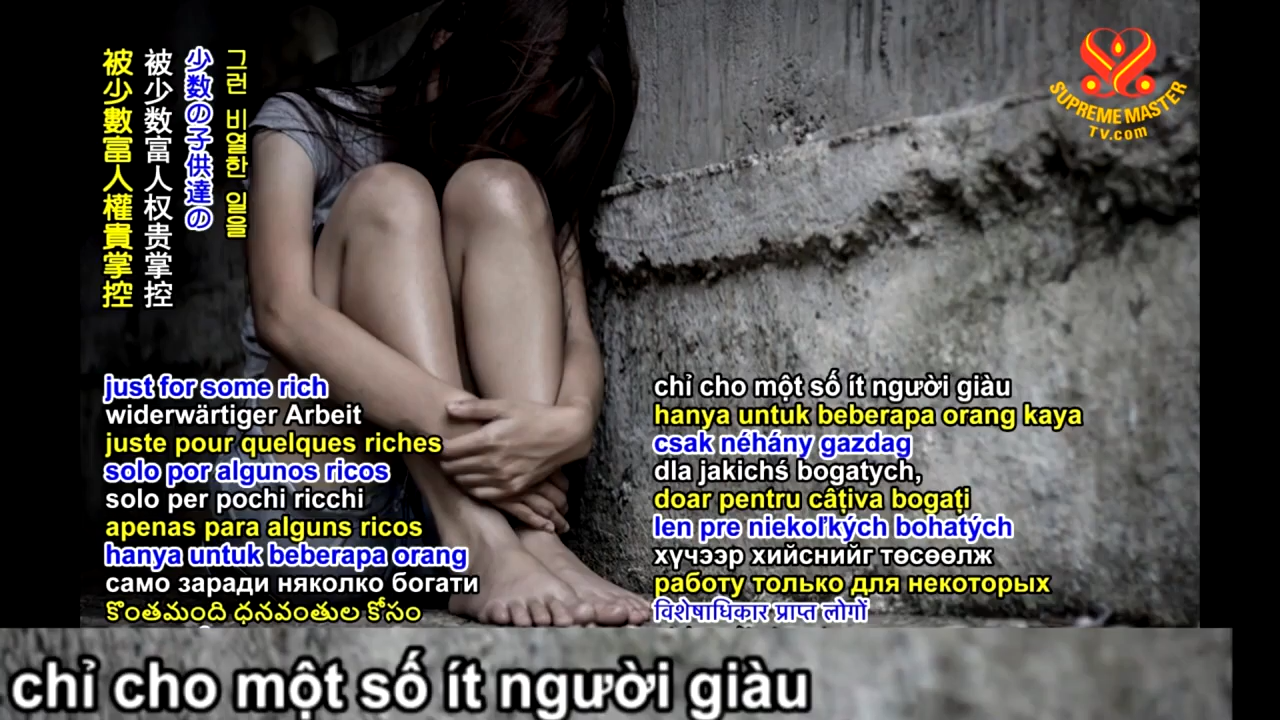 被少數富人權貴掌控
被少数富人权贵掌控
少数の子供達の
그런 비열한 일을
SUPREME MASTER
TV.com
just for some rich
widerwärtiger Arbeit
juste pour quelques riches
solo por algunos ricos
solo per pochi ricchi
apenas para alguns ricos
hanya untuk beberapa orang
само заради няколко богати
కొంతమంది ధనవంతుల కోసం
chỉ cho một số ít người giàu
hanya untuk beberapa orang kaya
csak néhány gazdag
dla jakichś bogatych,
doar pentru câțiva bogați
len pre niekoľkých bohatých
хүчээр хийснийг төсөөлж
работу только для некоторых
विशेषाधिकार प्राप्त लोगों
chỉ cho một số ít người giàu